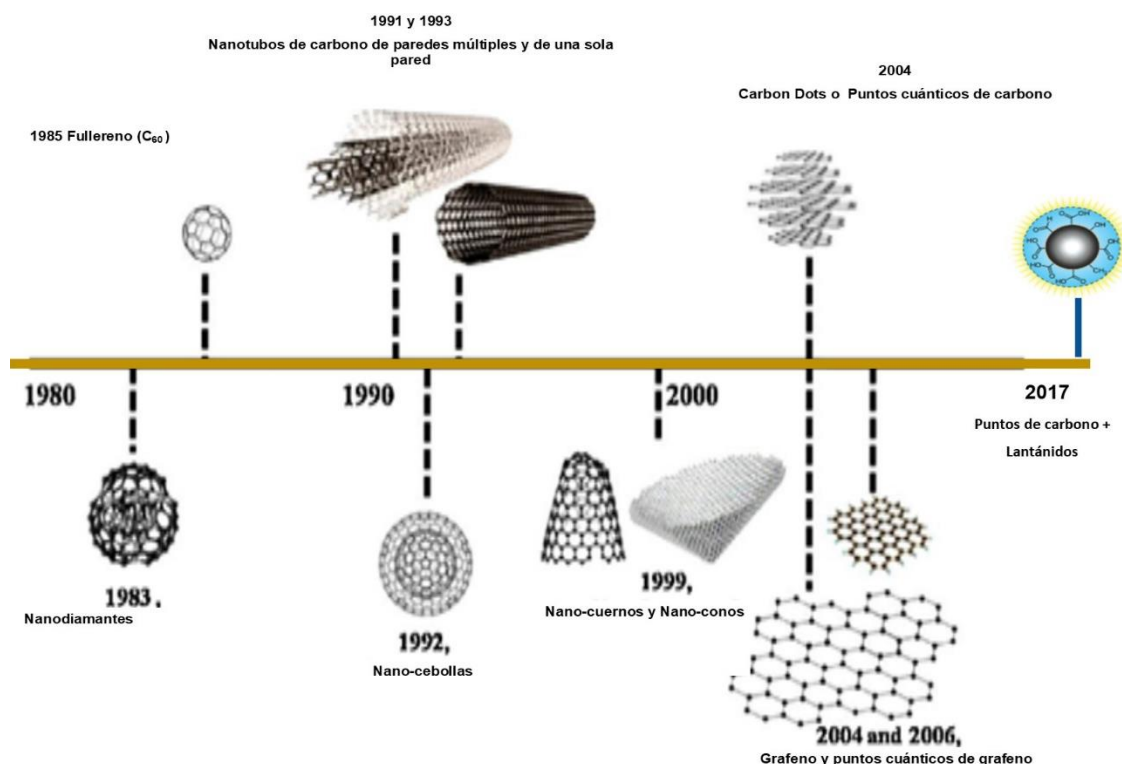 1991 y 1993
Nanotubos de carbono de paredes múltiples y de una sola
pared
2004
Carbon Dots o Puntos cuánticos de carbono
1985 Fullereno (C₆₀)
1980
1990
2000
2017
Puntos de carbono +
Lantánidos
1983 ,
Nanodiamantes
1992,
Nano-cebollas
1999,
Nano-cuernos y Nano-conos
2004 and 2006,
Grafeno y puntos cuánticos de grafeno